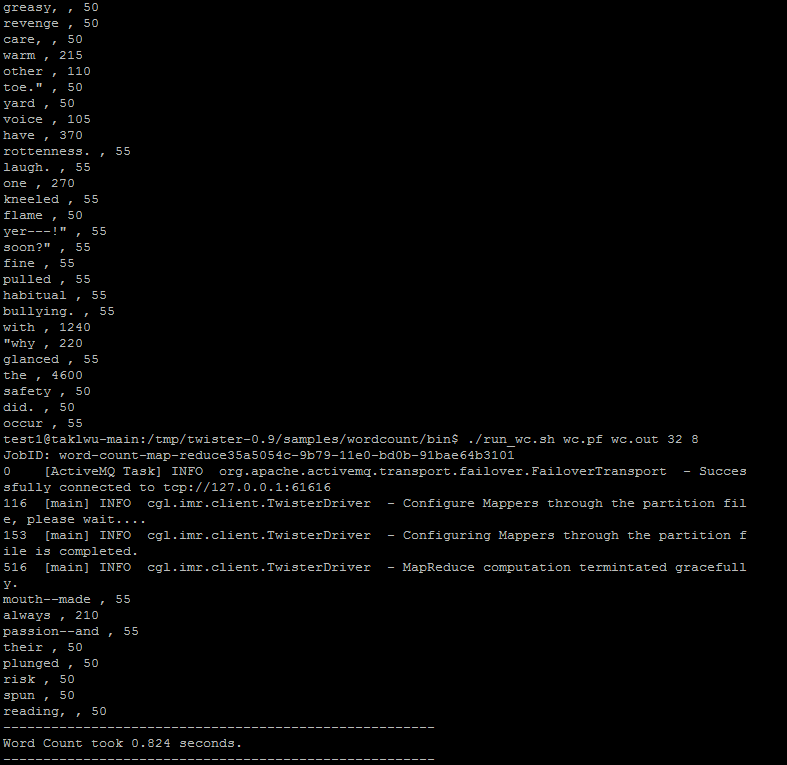 greasy, , 50
revenge , 50
care, , 50
warm , 215
other , 110
toe." , 50
yard , 50
voice , 105
have , 370
rottenness. , 55
laugh. , 55
one , 270
kneeled , 55
flame , 50
yer---!" , 55
soon?" , 55
fine , 55
pulled , 55
habitual , 55
bullying. , 55
with , 1240
"why , 220
glanced , 55
the , 4600
safety , 50
did. , 50
occur , 55
test1@taklwu-main:/tmp/twister-0.9/samples/wordcount/bin$ ./run_wc.sh wc.pf wc.out 32 8
JobID: word-count-map-reduce35a5054c-9b79-11e0-bd0b-91bae64b3101
0    [ActiveMQ Task] INFO  org.apache.activemq.transport.failover.FailoverTransport  - Succes
sfully connected to tcp://127.0.0.1:61616
116  [main] INFO  cgl.imr.client.TwisterDriver  - Configure Mappers through the partition fil
e, please wait....
153  [main] INFO  cgl.imr.client.TwisterDriver  - Configuring Mappers through the partition f
ile is completed.
516  [main] INFO  cgl.imr.client.TwisterDriver  - MapReduce computation termintated gracefull
y.
mouth--made , 55
always , 210
passion--and , 55
their , 50
plunged , 50
risk , 50
spun , 50
reading, , 50
------------------------------------------------------
Word Count took 0.824 seconds.
------------------------------------------------------